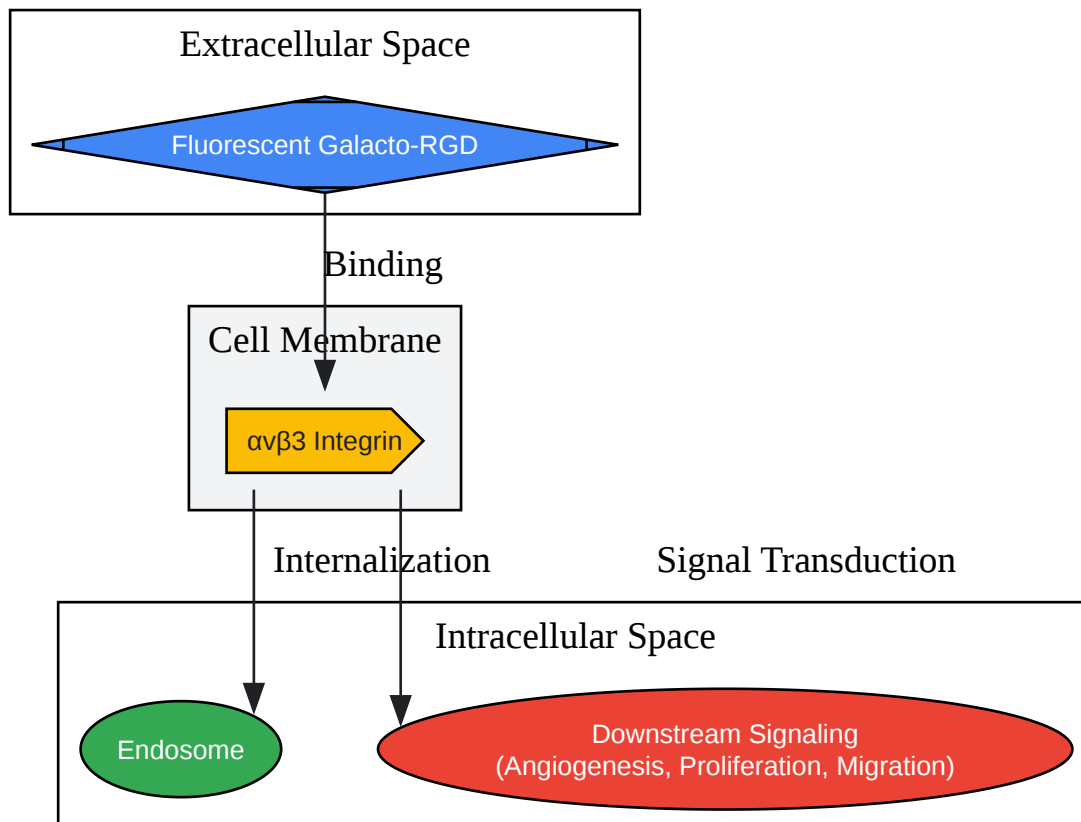 Extracellular Space
Fluorescent Galacto-RGD
Binding
Cell Membrane
αvβ3 Integrin
Internalization
Signal Transduction
Intracellular Space
Endosome
Downstream Signaling
(Angiogenesis, Proliferation, Migration)